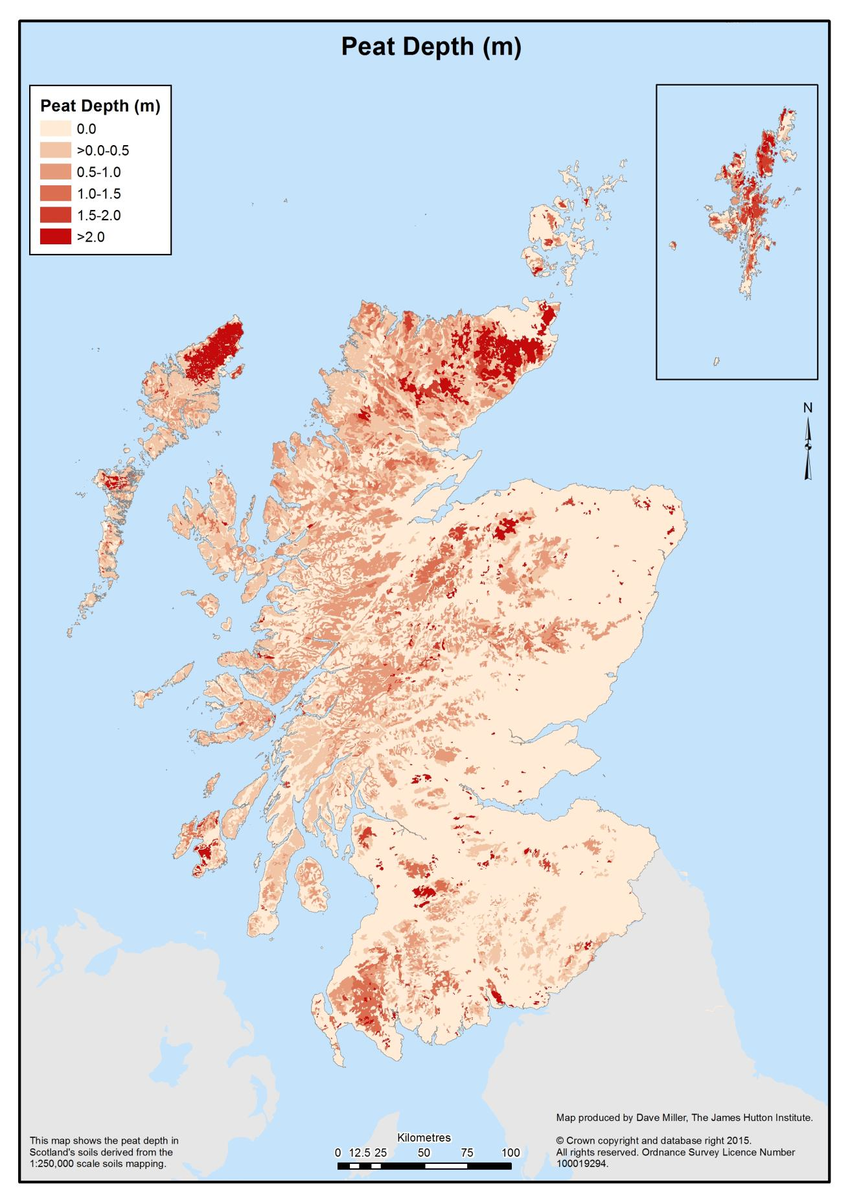 Peat Depth (m)
Peat Depth (m)
0.0
>0.0-0.5
0.5-1.0
1.0-1.5
1.5-2.0
>2.0
N
Map produced by Dave Miller, The James Hutton Institute.
This map shows the peat depth in
Scotland's soils derived from the
1:250,000 scale soils mapping.
Kilometres
0 12.5 25 50 75 100
© Crown copyright and database right 2015.
All rights reserved. Ordnance Survey Licence Number
100019294.